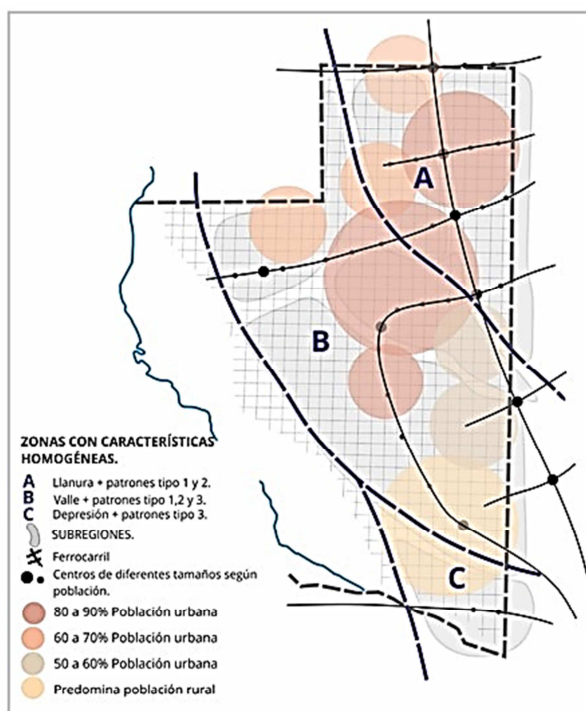 A
B
C
ZONAS CON CARACTERÍSTICAS
HOMOGÉNEAS.
A Llanura + patrones tipo 1 y 2.
B Valle + patrones tipo 1,2 y 3.
C Depresión + patrones tipo 3.
SUBREGIONES.
Ferrocarril
Centros de diferentes tamaños según
población.
80 a 90% Población urbana
60 a 70% Población urbana
50 a 60% Población urbana
Predomina población rural